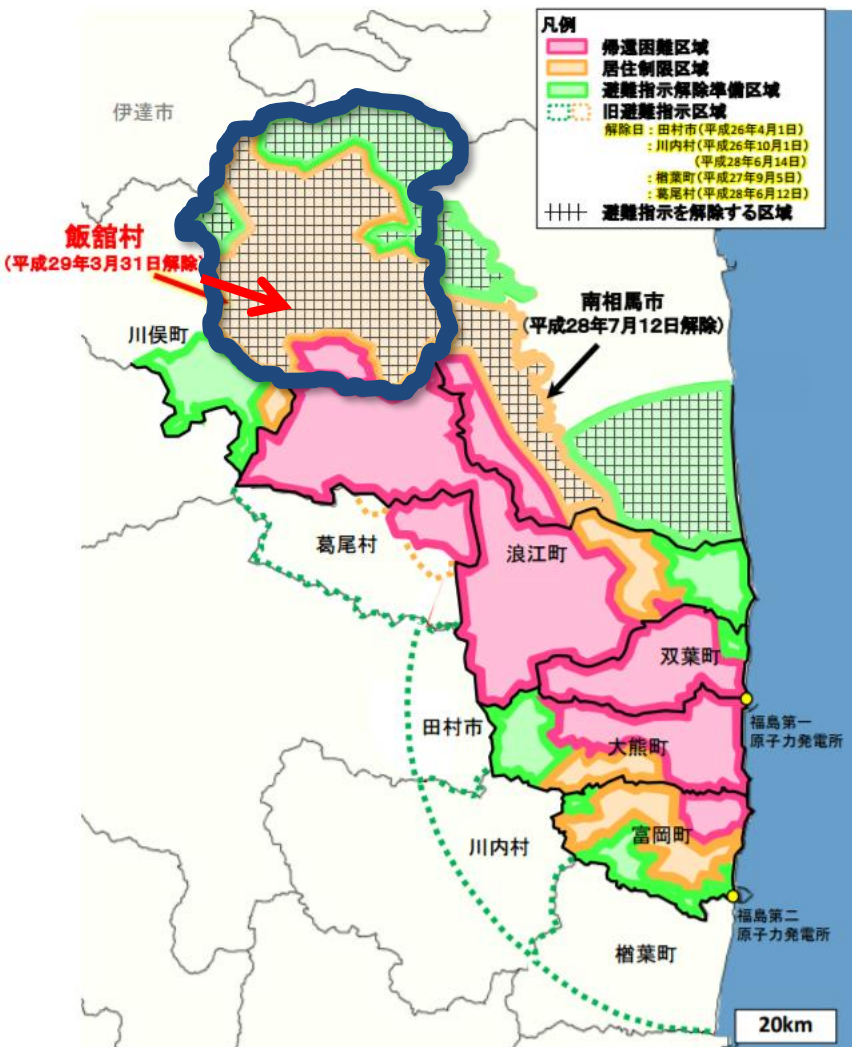 凡例
帰還困難区域
居住制限区域
避難指示解除準備区域
旧避難指示区域
解除日：田村市(平成26年4月1日)
：川内村(平成26年10月1日)
(平成28年6月14日)
：楢葉町(平成27年9月5日)
：葛尾村(平成28年6月12日)
避難指示を解除する区域
伊達市
飯舘村
(平成29年3月31日解除)
南相馬市
(平成28年7月12日解除)
川俣町
葛尾村
浪江町
双葉町
福島第一
原子力発電所
田村市
大熊町
川内村
富岡町
福島第二
原子力発電所
楢葉町
20km